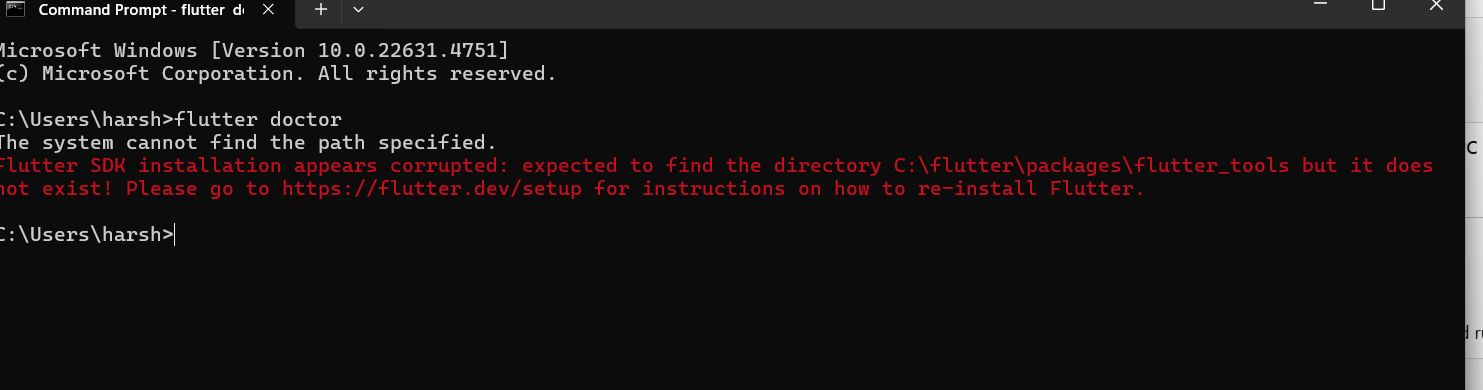 Command Prompt - flutter d
Microsoft Windows [Version 10.0.22631.4751]
(c) Microsoft Corporation. All rights reserved.
C:\Users\harsh>flutter doctor
The system cannot find the path specified.
Flutter SDK installation appears corrupted: expected to find the directory C:\flutter\packages\flutter_tools but it does
not exist! Please go to https://flutter.dev/setup for instructions on how to re-install Flutter.
C:\Users\harsh>